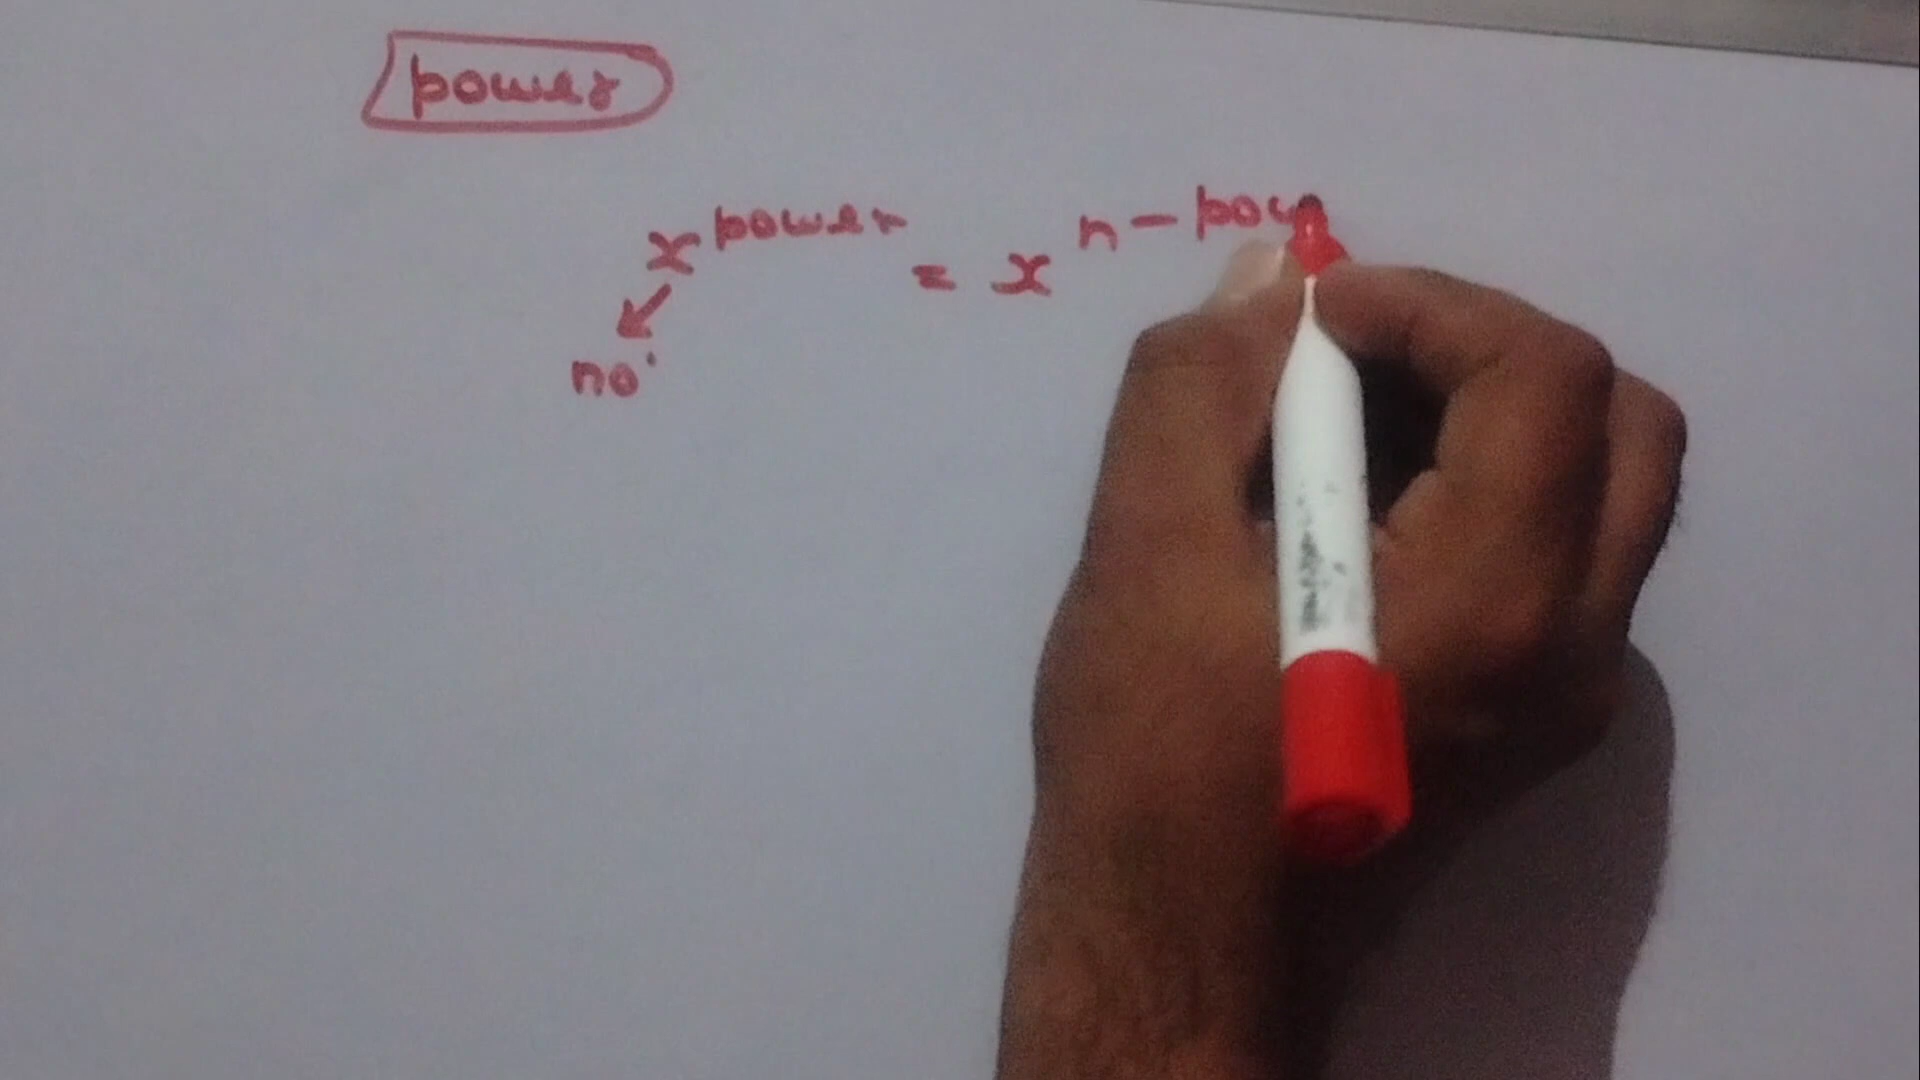 power
x^power = x^n - pow
no.